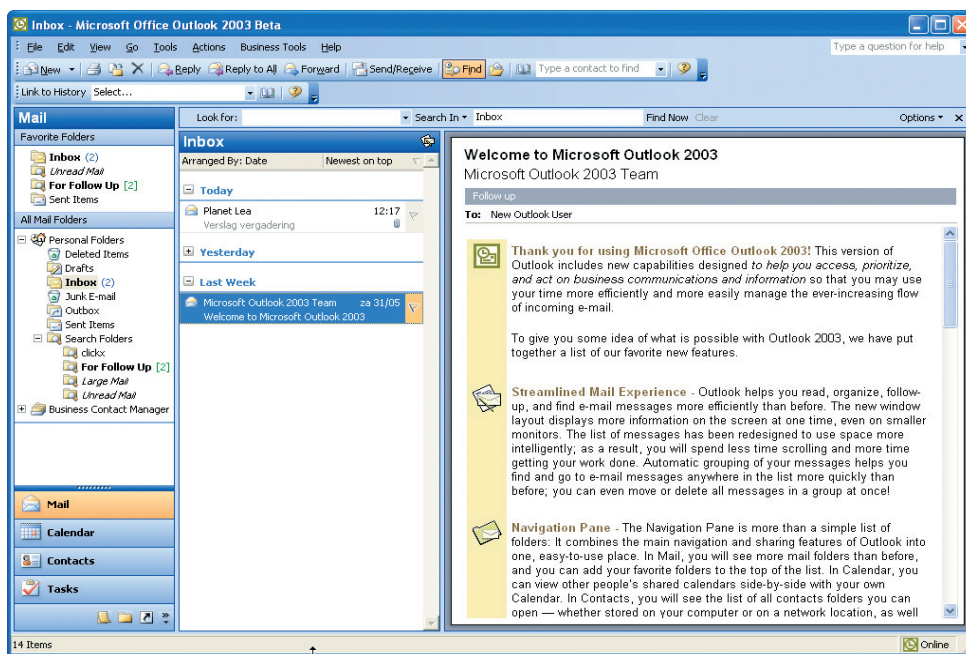 Inbox - Microsoft Office Outlook 2003 Beta
File Edit View Go Tools Actions Business Tools Help
Type a question for help
New Reply Reply to All Forward Send/Receive Find Type a contact to find
Link to History Select...
Mail
Favorite Folders
Inbox (2)
Unread Mail
For Follow Up [2]
Sent Items
All Mail Folders
Personal Folders
Deleted Items
Drafts
Inbox (2)
Junk E-mail
Outbox
Sent Items
Search Folders
clickx
For Follow Up [2]
Large Mail
Unread Mail
Business Contact Manager
Mail
Calendar
Contacts
Tasks
Look for: Search In Inbox Find Now Clear Options
Inbox
Arranged By: Date Newest on top
Today
Planet Lea 12:17
Verslag vergadering
Yesterday
Last Week
Microsoft Outlook 2003 Team za 31/05
Welcome to Microsoft Outlook 2003
Welcome to Microsoft Outlook 2003
Microsoft Outlook 2003 Team
Follow up
To: New Outlook User
Thank you for using Microsoft Office Outlook 2003! This version of
Outlook includes new capabilities designed to help you access, prioritize,
and act on business communications and information so that you may use
your time more efficiently and more easily manage the ever-increasing flow
of incoming e-mail.
To give you some idea of what is possible with Outlook 2003, we have put
together a list of our favorite new features.
Streamlined Mail Experience - Outlook helps you read, organize, follow-
up, and find e-mail messages more efficiently than before. The new window
layout displays more information on the screen at one time, even on smaller
monitors. The list of messages has been redesigned to use space more
intelligently; as a result, you will spend less time scrolling and more time
getting your work done. Automatic grouping of your messages helps you
find and go to e-mail messages anywhere in the list more quickly than
before; you can even move or delete all messages in a group at once!
Navigation Pane - The Navigation Pane is more than a simple list of
folders: It combines the main navigation and sharing features of Outlook into
one, easy-to-use place. In Mail, you will see more mail folders than before,
and you can add your favorite folders to the top of the list. In Calendar, you
can view other people's shared calendars side-by-side with your own
Calendar. In Contacts, you will see the list of all contacts folders you can
open — whether stored on your computer or on a network location, as well
14 Items
Online